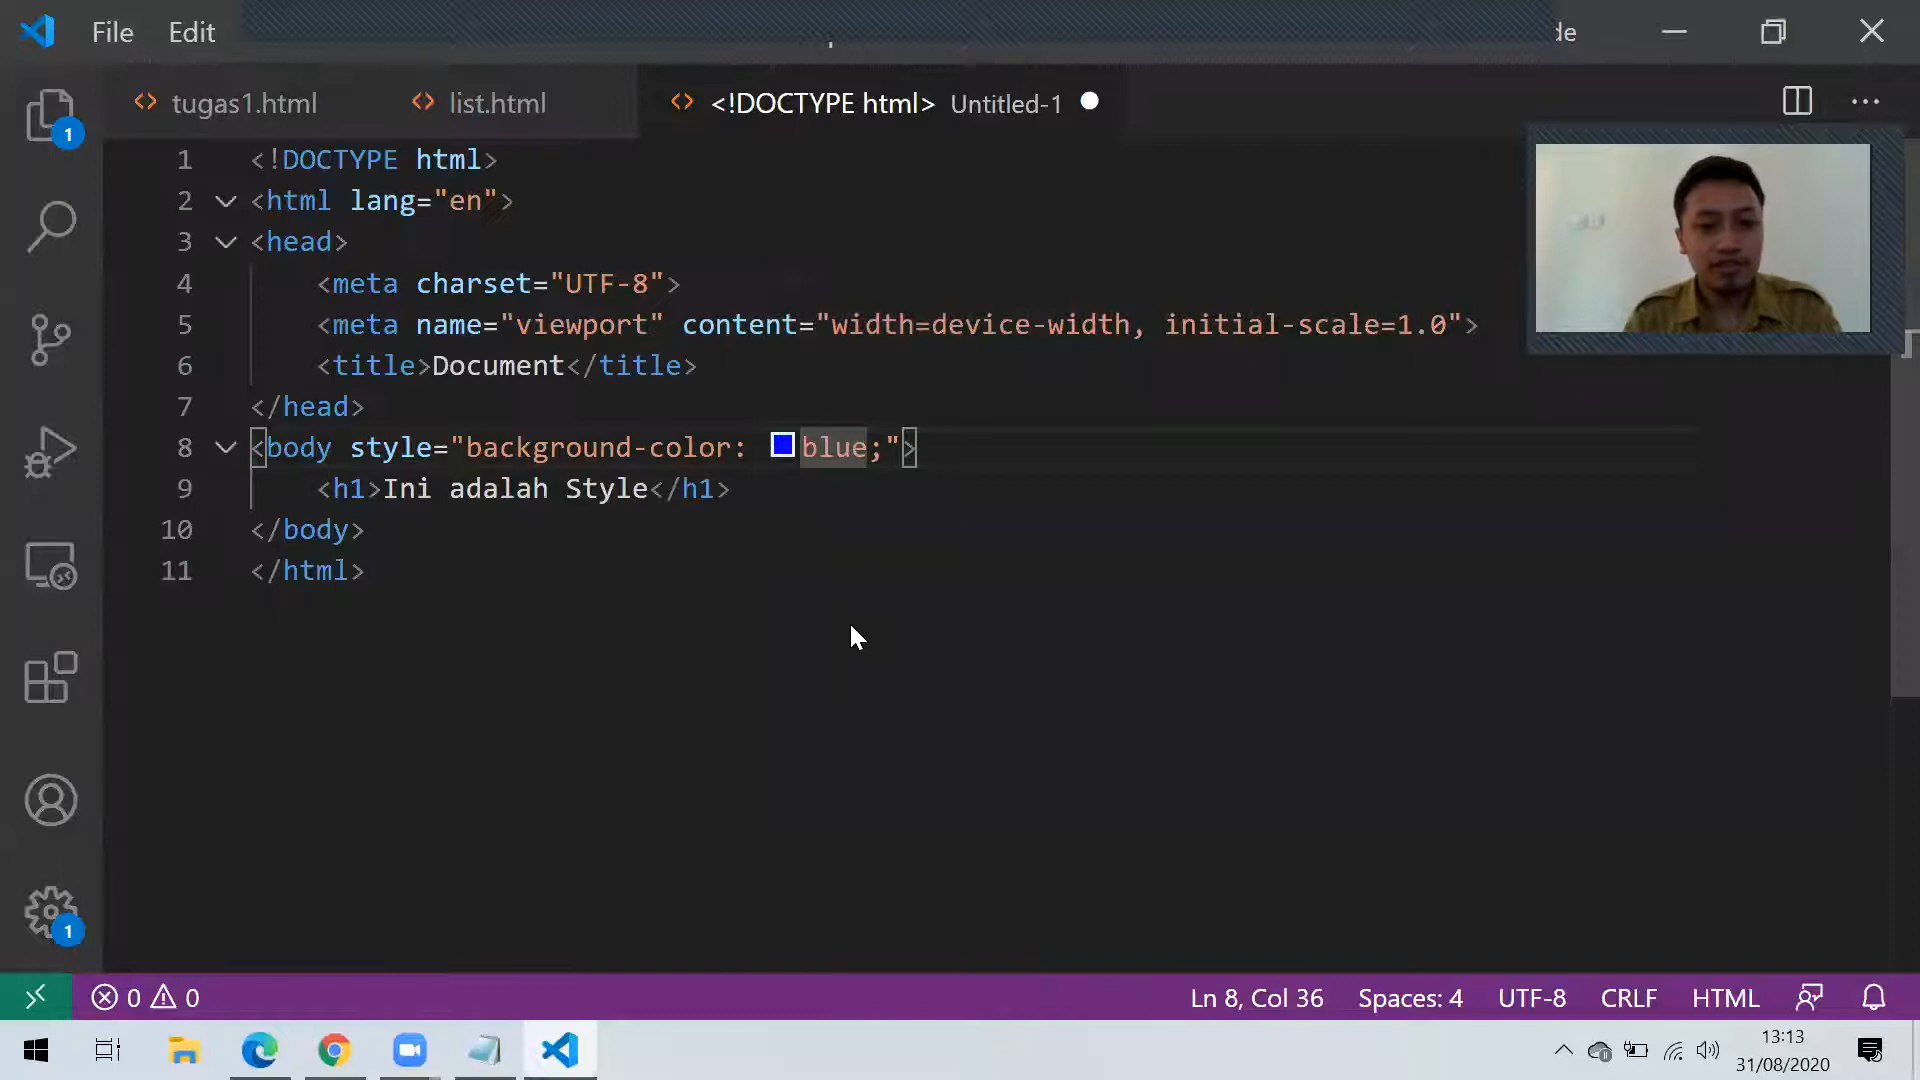 File Edit de
tugas1.html list.html <!DOCTYPE html> Untitled-1
1 <!DOCTYPE html>
2 <html lang="en">
3 <head>
4 <meta charset="UTF-8">
5 <meta name="viewport" content="width=device-width, initial-scale=1.0">
6 <title>Document</title>
7 </head>
8 <body style="background-color: blue;">
9 <h1>Ini adalah Style</h1>
10 </body>
11 </html>
1
1
0 0 Ln 8, Col 36 Spaces: 4 UTF-8 CRLF HTML
13:13
31/08/2020